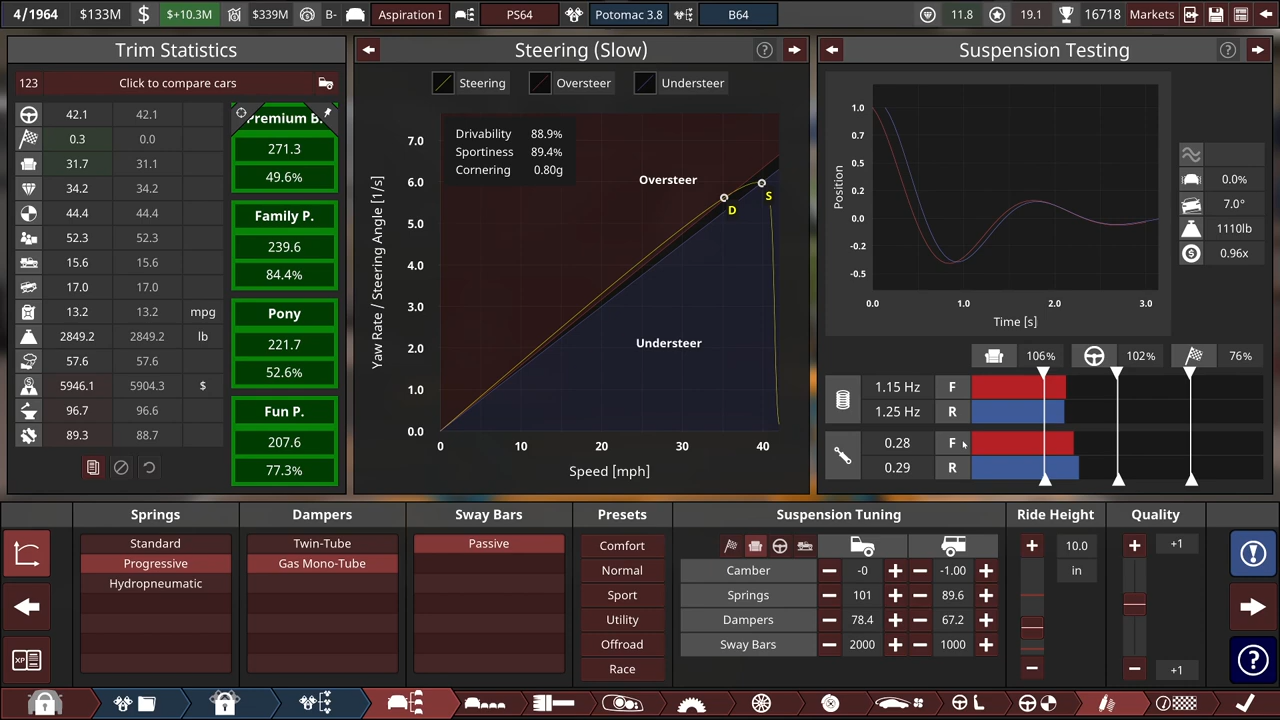 4/1964 $133M $+10.3M $339M B- Aspiration I PS64 Potomac 3.8 B64 11.8 19.1 16718 Markets
Trim Statistics
123 Click to compare cars
42.1 42.1
0.3 0.0
31.7 31.1
34.2 34.2
44.4 44.4
52.3 52.3
15.6 15.6
17.0 17.0
13.2 13.2 mpg
2849.2 2849.2 lb
57.6 57.6
5946.1 5904.3 $
96.7 96.6
89.3 88.7
Premium B.
271.3
49.6%
Family P.
239.6
84.4%
Pony
221.7
52.6%
Fun P.
207.6
77.3%
Steering (Slow)
?
Steering Oversteer Understeer
Drivability 88.9%
Sportiness 89.4%
Cornering 0.80g
Oversteer
Understeer
D
S
Yaw Rate / Steering Angle [1/s]
7.0
6.0
5.0
4.0
3.0
2.0
1.0
0.0
0 10 20 30 40
Speed [mph]
Suspension Testing
?
Position
1.0
0.7
0.5
0.2
0.0
-0.2
-0.5
0.0 1.0 2.0 3.0
Time [s]
0.0%
7.0°
1110lb
0.96x
106% 102% 76%
1.15 Hz F
1.25 Hz R
0.28 F
0.29 R
Springs
Standard
Progressive
Hydropneumatic
Dampers
Twin-Tube
Gas Mono-Tube
Sway Bars
Passive
Presets
Comfort
Normal
Sport
Utility
Offroad
Race
Suspension Tuning
Camber -0 -1.00
Springs 101 89.6
Dampers 78.4 67.2
Sway Bars 2000 1000
Ride Height
10.0
in
Quality
+1
+1
XP
?